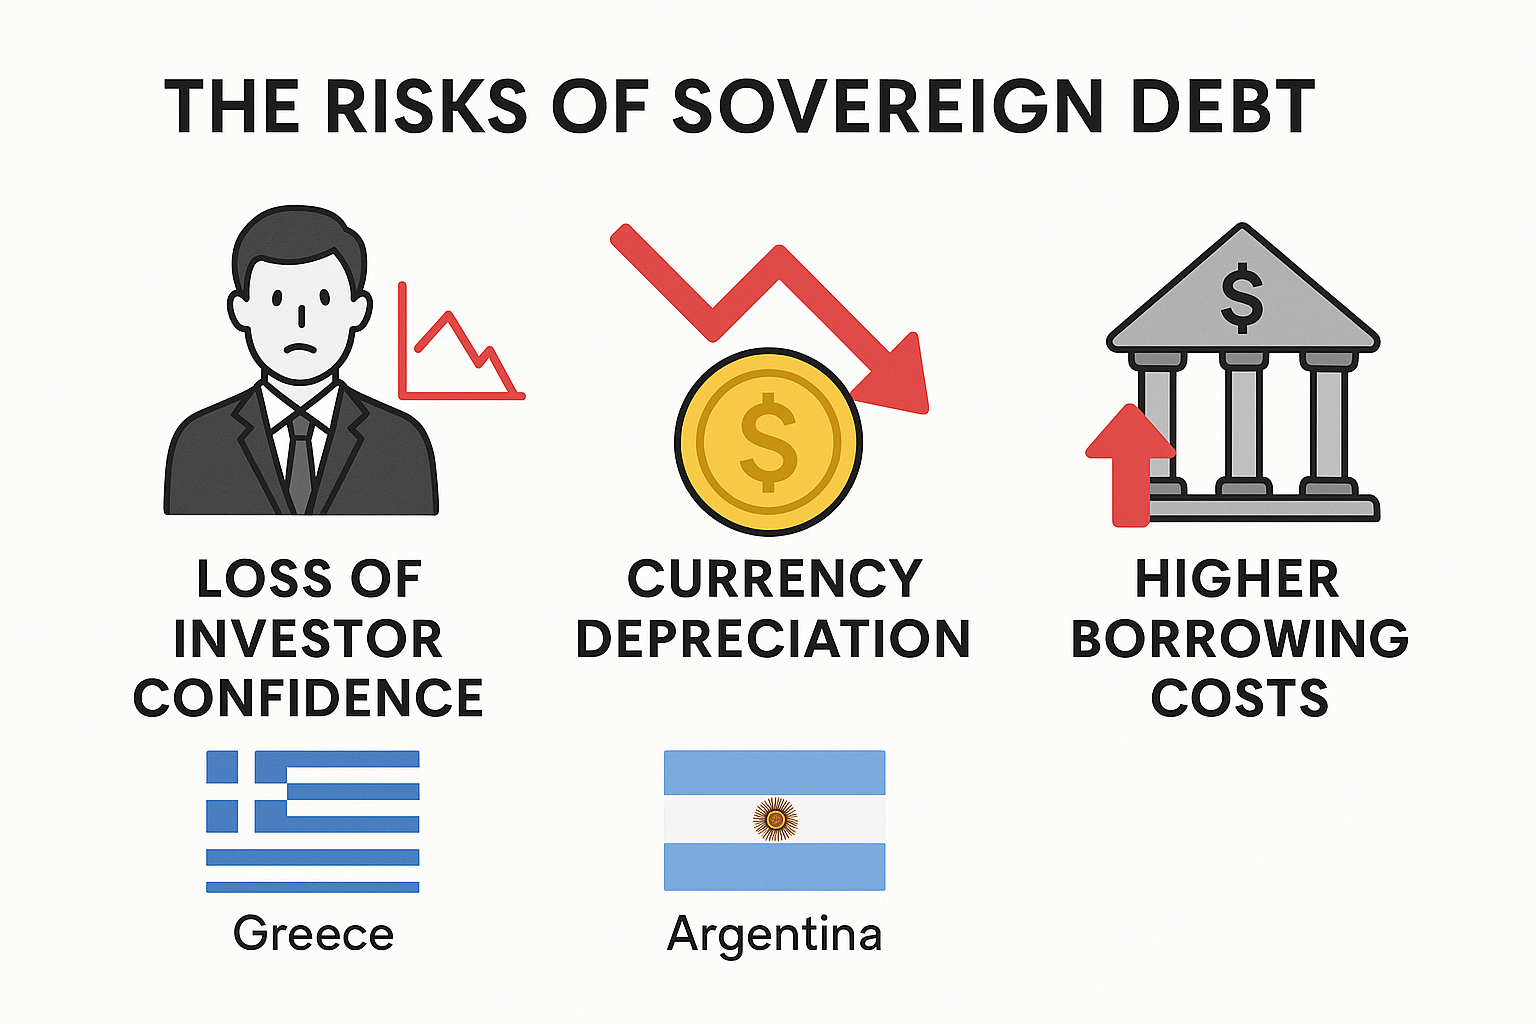 THE RISKS OF SOVEREIGN DEBT
$
$
LOSS OF
INVESTOR
CONFIDENCE
CURRENCY
DEPRECIATION
HIGHER
BORROWING
COSTS
Greece
Argentina